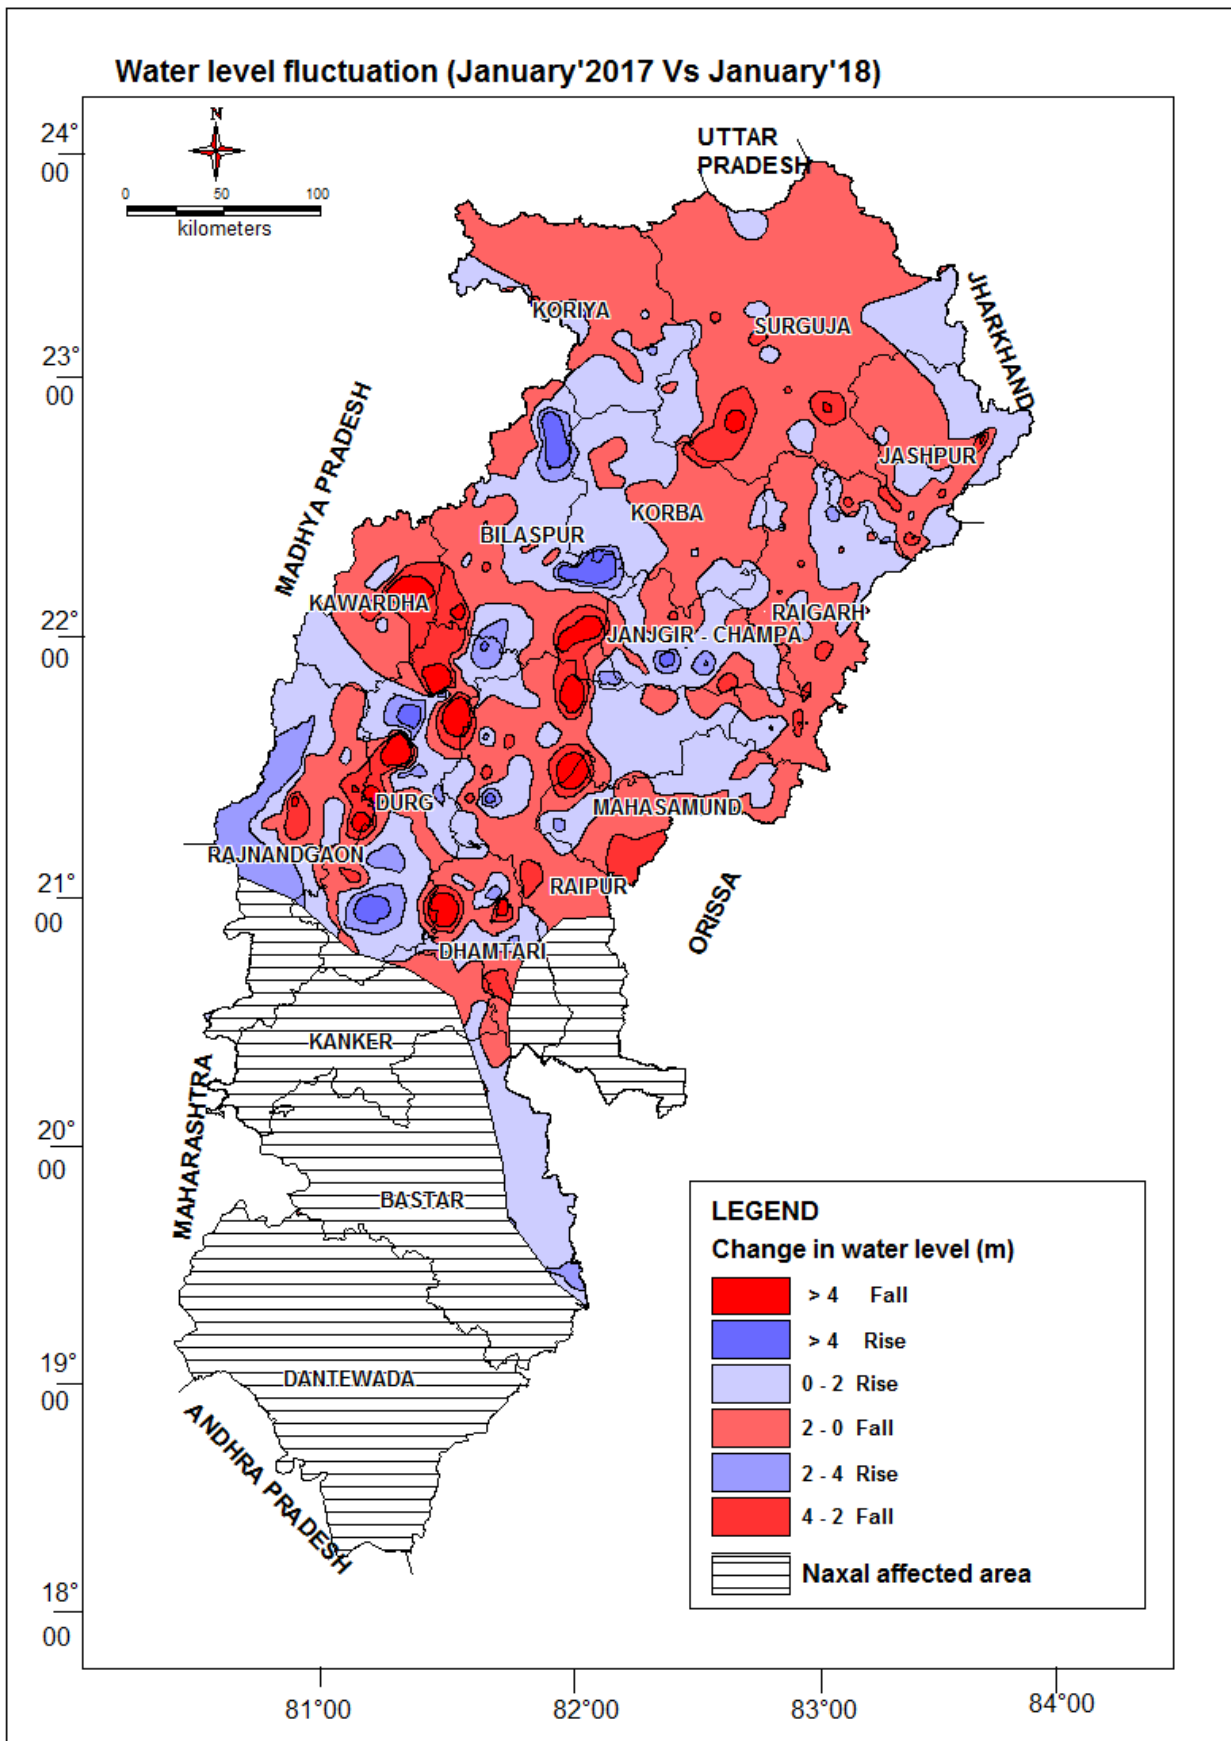 Water level fluctuation (January'2017 Vs January'18)
N
0 50 100
kilometers
24°
00
23°
00
22°
00
21°
00
20°
00
19°
00
18°
00
UTTAR
PRADESH
JHARKHAND
MADHYA PRADESH
ORISSA
MAHARASHTRA
ANDHRA PRADESH
KORIYA
SURGUJA
JASHPUR
KORBA
BILASPUR
KAWARDHA
RAIGARH
JANJGIR - CHAMPA
DURG
MAHASAMUND
RAJNANDGAON
RAIPUR
DHAMTARI
KANKER
BASTAR
DANTEWADA
LEGEND
Change in water level (m)
> 4 Fall
> 4 Rise
0 - 2 Rise
2 - 0 Fall
2 - 4 Rise
4 - 2 Fall
Naxal affected area
81°00 82°00 83°00 84°00